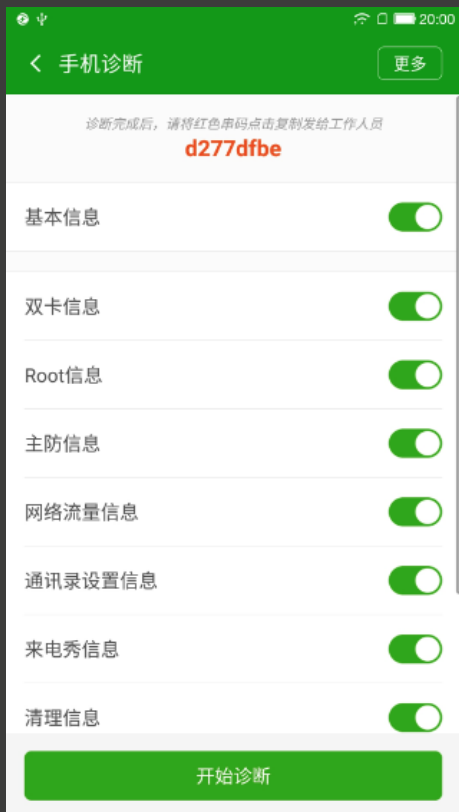 20:00
手机诊断
更多
诊断完成后，请将红色串码点击复制发给工作人员
d277dfbe
基本信息
双卡信息
Root信息
主防信息
网络流量信息
通讯录设置信息
来电秀信息
清理信息
开始诊断